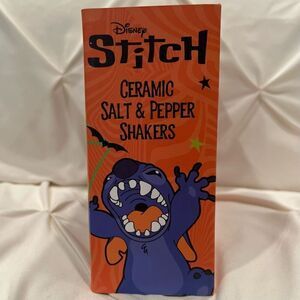 Disney
Stitch
CERAMIC
SALT & PEPPER
SHAKERS